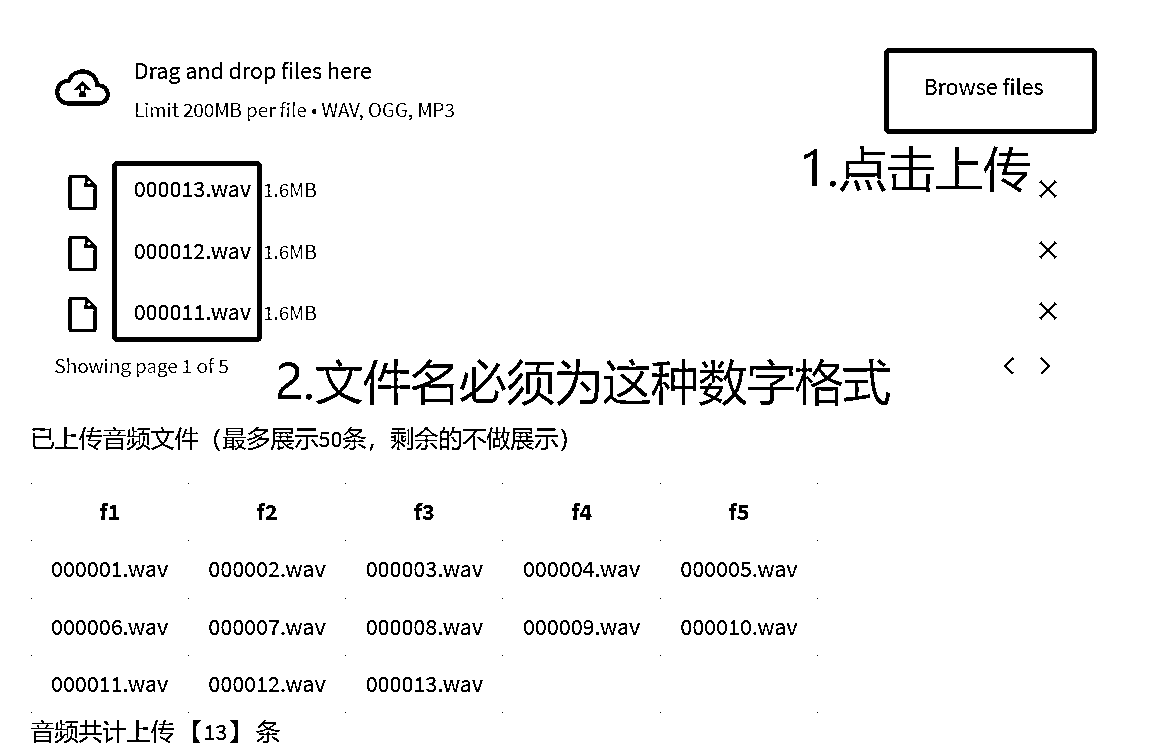 Drag and drop files here
Browse files
Limit 200MB per file • WAV, OGG, MP3
1.点击上传
000013.wav 1.6MB
000012.wav 1.6MB
000011.wav 1.6MB
Showing page 1 of 5
2.文件名必须为这种数字格式
已上传音频文件（最多展示50条，剩余的不做展示）
f1 f2 f3 f4 f5
000001.wav 000002.wav 000003.wav 000004.wav 000005.wav
000006.wav 000007.wav 000008.wav 000009.wav 000010.wav
000011.wav 000012.wav 000013.wav
音频共计上传【13】条